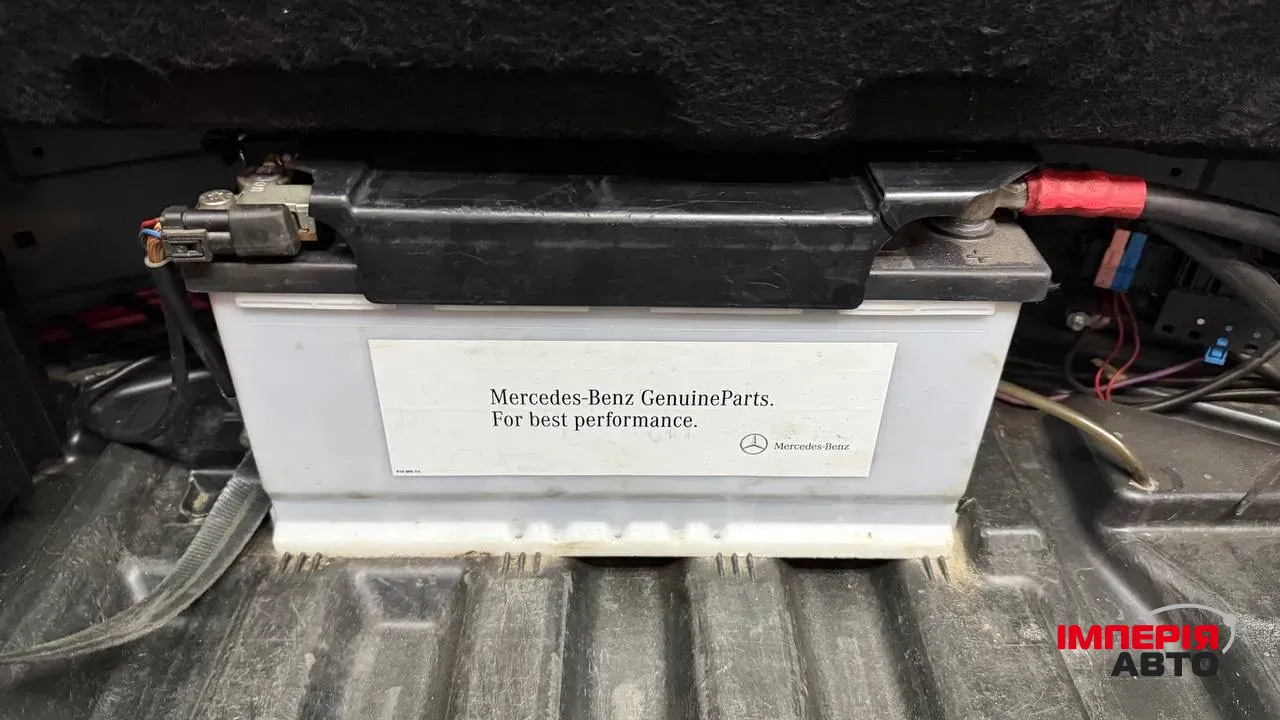 +
Mercedes-Benz GenuineParts.
For best performance.
Mercedes-Benz
ІМПЕРІЯ
АВТО